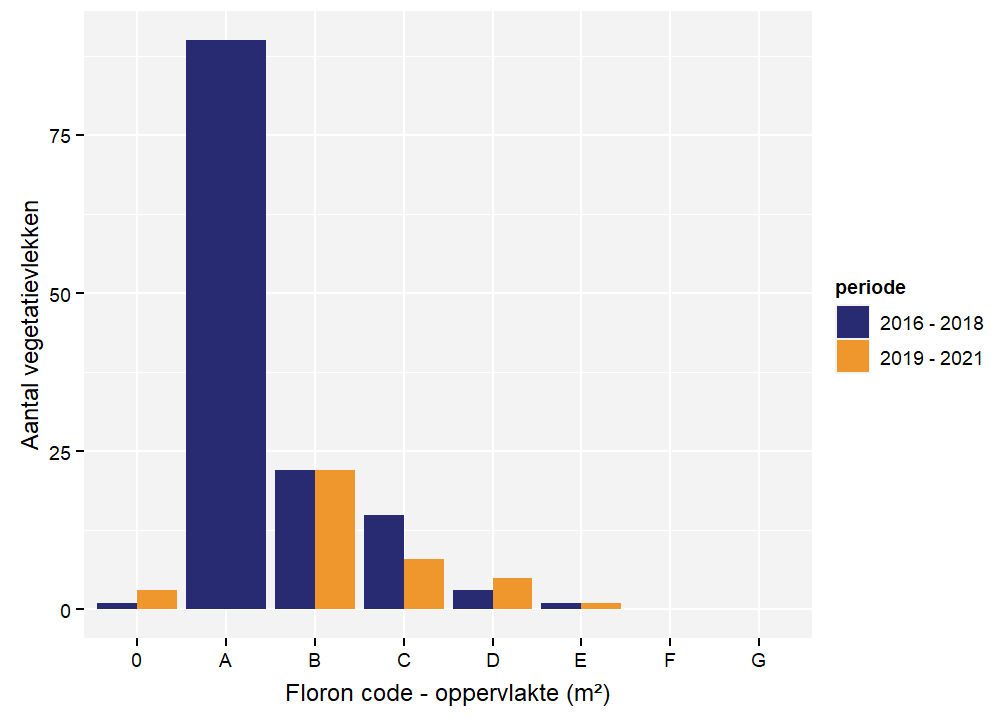 Aantal vegetatievlekken
75
50
25
0
0 A B C D E F G
Floron code - oppervlakte (m²)
periode
2016 - 2018
2019 - 2021